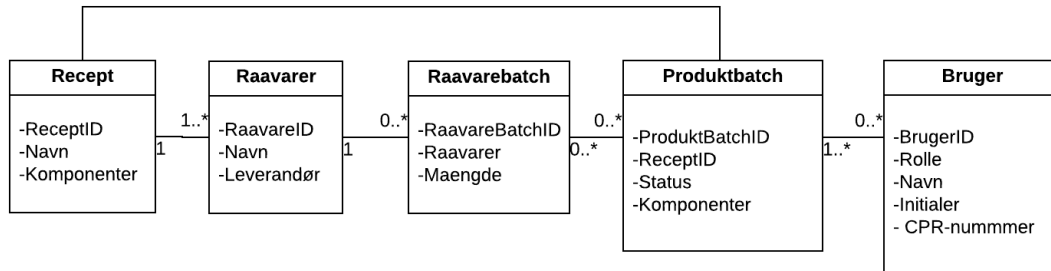 Recept
-ReceptID
-Navn
-Komponenter
1
1..*
Raavarer
-RaavareID
-Navn
-Leverandør
1
0..*
Raavarebatch
-RaavareBatchID
-Raavarer
-Maengde
0..*
0..*
Produktbatch
-ProduktBatchID
-ReceptID
-Status
-Komponenter
1..*
0..*
Bruger
-BrugerID
-Rolle
-Navn
-Initialer
- CPR-nummmer